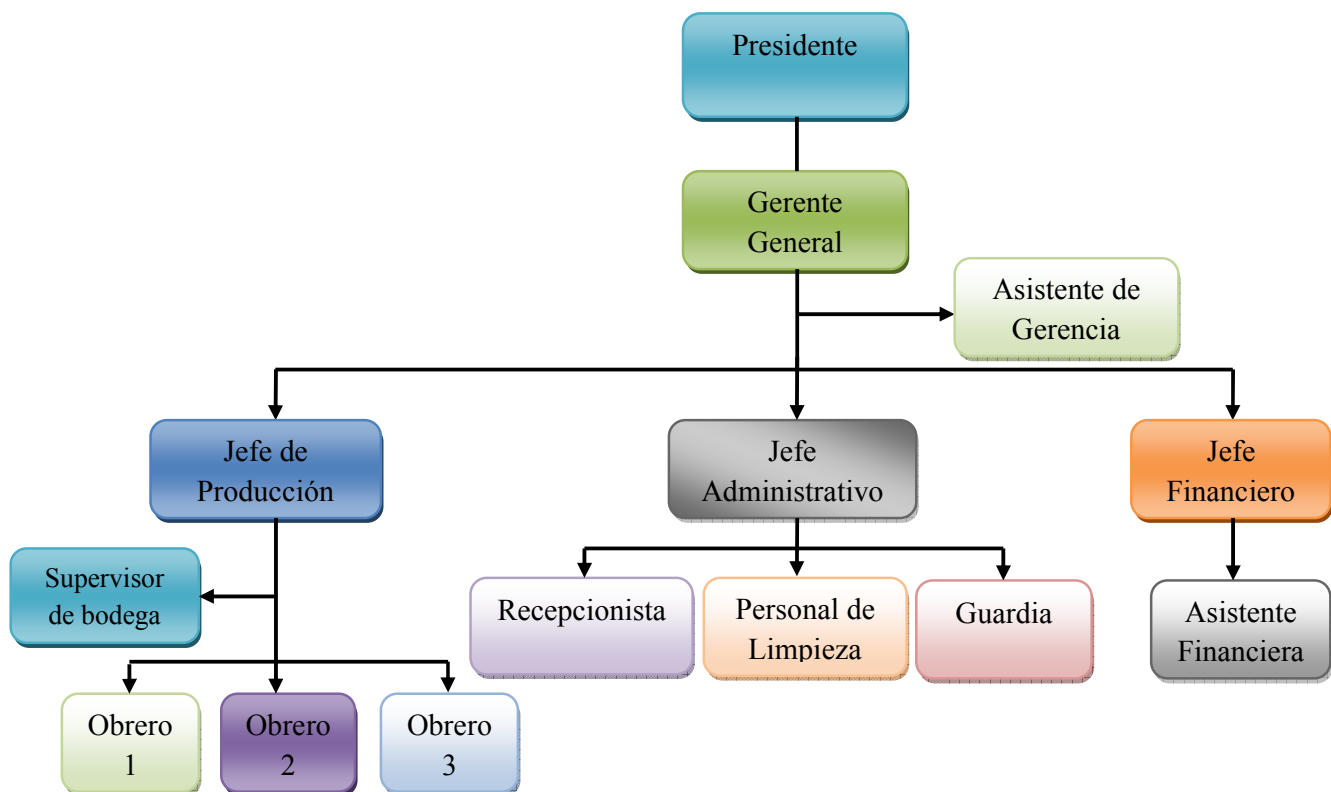 Presidente
Gerente
General
Asistente de
Gerencia
Jefe de
Producción
Jefe
Administrativo
Jefe
Financiero
Supervisor
de bodega
Recepcionista
Personal de
Limpieza
Guardia
Asistente
Financiera
Obrero
1
Obrero
2
Obrero
3